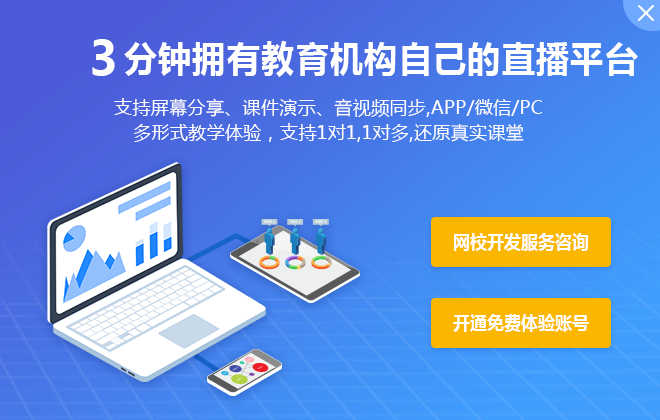 3分钟拥有教育机构自己的直播平台
支持屏幕分享、课件演示、音视频同步,APP/微信/PC
多形式教学体验，支持1对1,1对多,还原真实课堂
网校开发服务咨询
开通免费体验账号